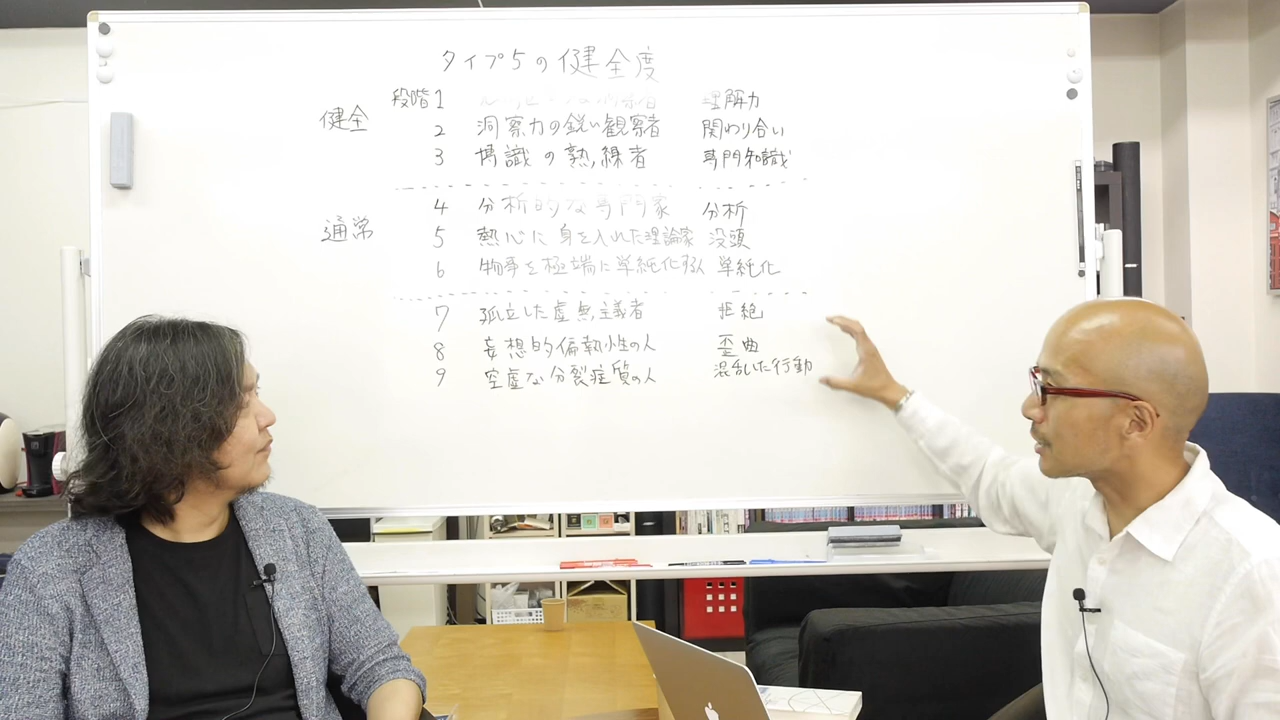 タイプ5の健全度
健全 段階1 理解力
2 洞察力の鋭い観察者 関わり合い
3 博識の熟練者 専門知識
通常 4 分析的な専門家 分析
5 熱心に身を入れた理論家 没頭
6 物事を極端に単純化する人 単純化
7 孤立した虚無主義者 拒絶
8 妄想的偏執性の人 歪曲
9 空虚な分裂症質の人 混乱した行動